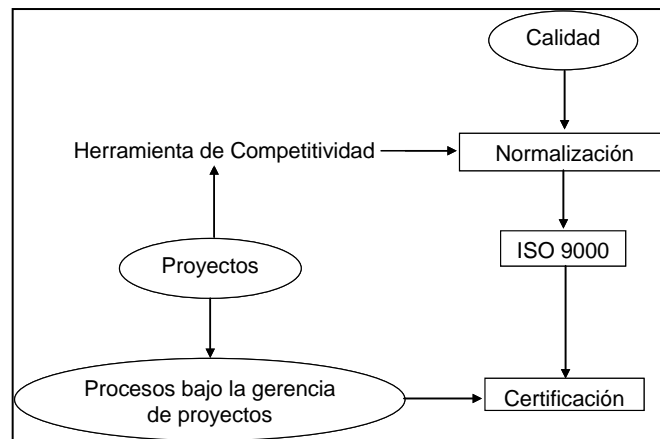 Calidad
Herramienta de Competitividad
Normalización
ISO 9000
Proyectos
Procesos bajo la gerencia
de proyectos
Certificación